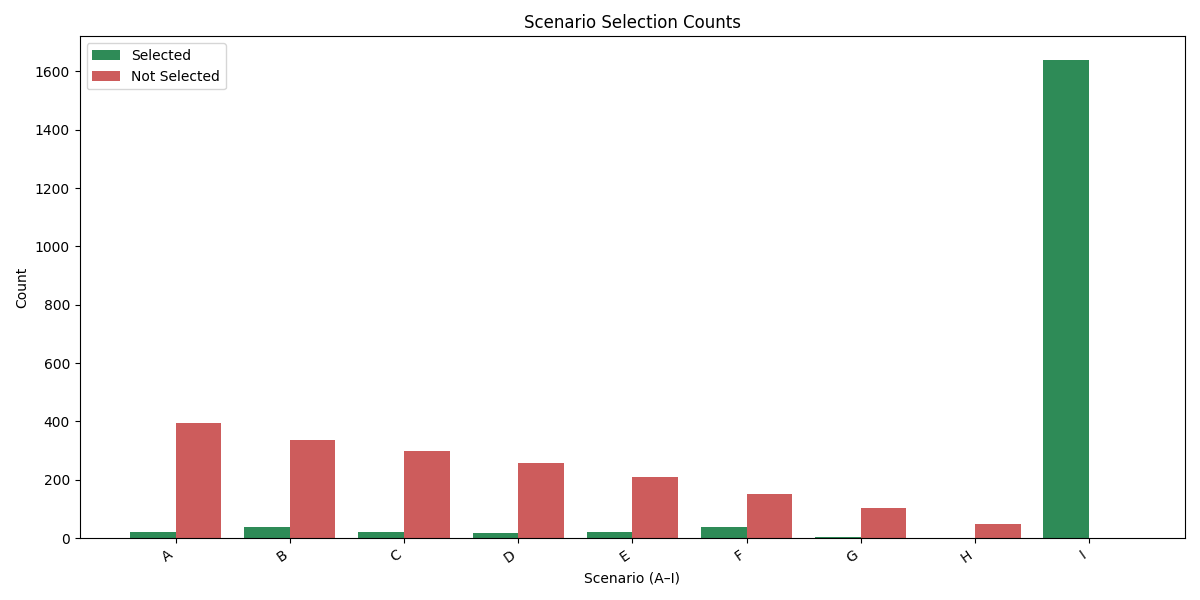 Scenario Selection Counts
Selected
Not Selected
1600
1400
1200
1000
800
600
400
200
0
Count
A
B
C
D
E
F
G
H
I
Scenario (A–I)